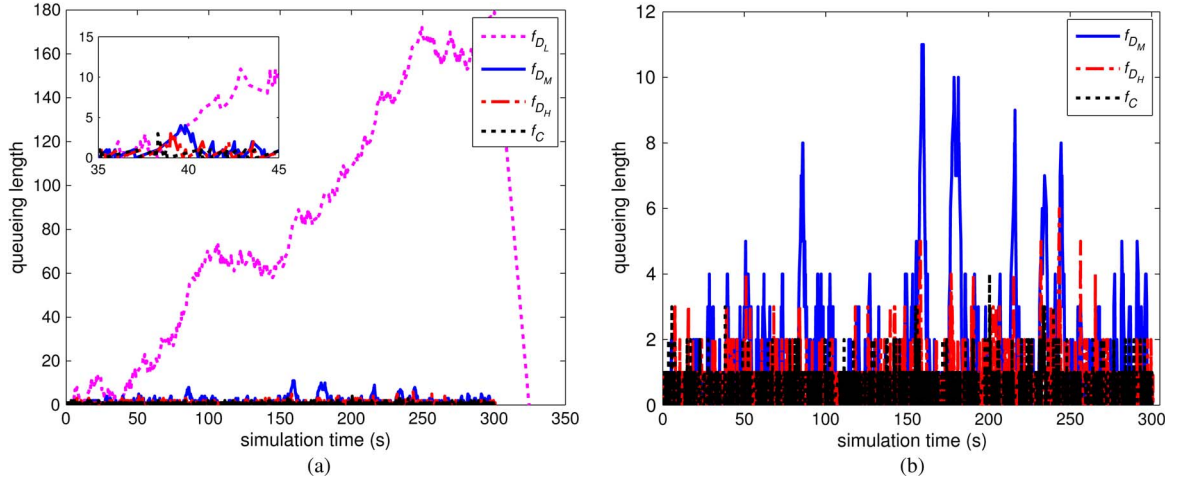 180
160
140
120
100
80
60
40
20
0
queueing length
0 50 100 150 200 250 300 350
simulation time (s)
15
10
5
0
35 40 45
f_{D_L}
f_{D_M}
f_{D_H}
f_C
(a)
12
10
8
6
4
2
0
queueing length
0 50 100 150 200 250 300
simulation time (s)
f_{D_M}
f_{D_H}
f_C
(b)